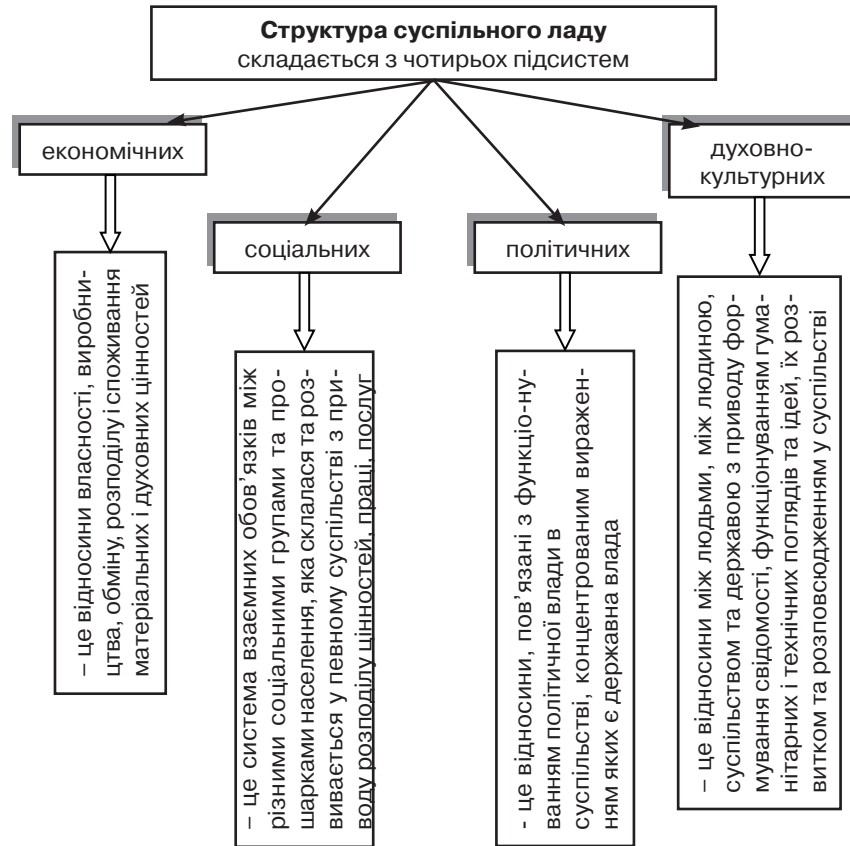 Структура суспільного ладу
складається з чотирьох підсистем
економічних
– це відносини власності, виробни-
цтва, обміну, розподілу і споживання
матеріальних і духовних цінностей
соціальних
– це система взаємних обов’язків між
різними соціальними групами та про-
шарками населення, яка склалася та роз-
вивається у певному суспільстві з при-
воду розподілу цінностей, праці, послуг
політичних
- це відносини, пов’язані з функціо-ну-
ванням політичної влади в
суспільстві, концентрованим виражен-
ням яких є державна влада
духовно-
культурних
– це відносини між людьми, між людиною,
суспільством та державою з приводу фор-
мування свідомості, функціонуванням гума-
нітарних і технічних поглядів та ідей, їх роз-
витком та розповсюдженням у суспільстві